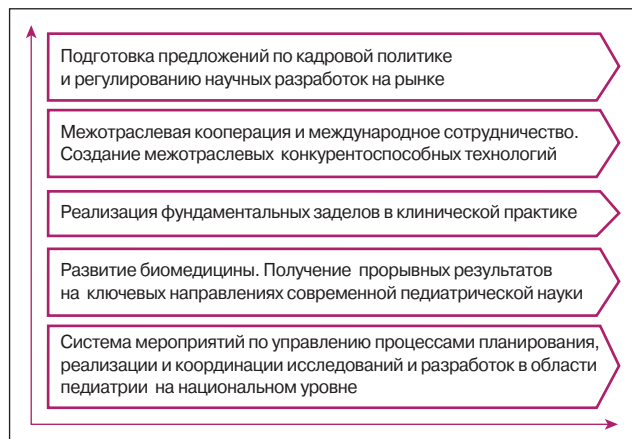 Подготовка предложений по кадровой политике
и регулированию научных разработок на рынке
Межотраслевая кооперация и международное сотрудничество.
Создание межотраслевых конкурентоспособных технологий
Реализация фундаментальных заделов в клинической практике
Развитие биомедицины. Получение прорывных результатов
на ключевых направлениях современной педиатрической науки
Система мероприятий по управлению процессами планирования,
реализации и координации исследований и разработок в области
педиатрии на национальном уровне